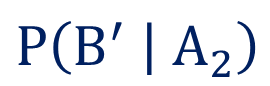 P(B′ | A₂)